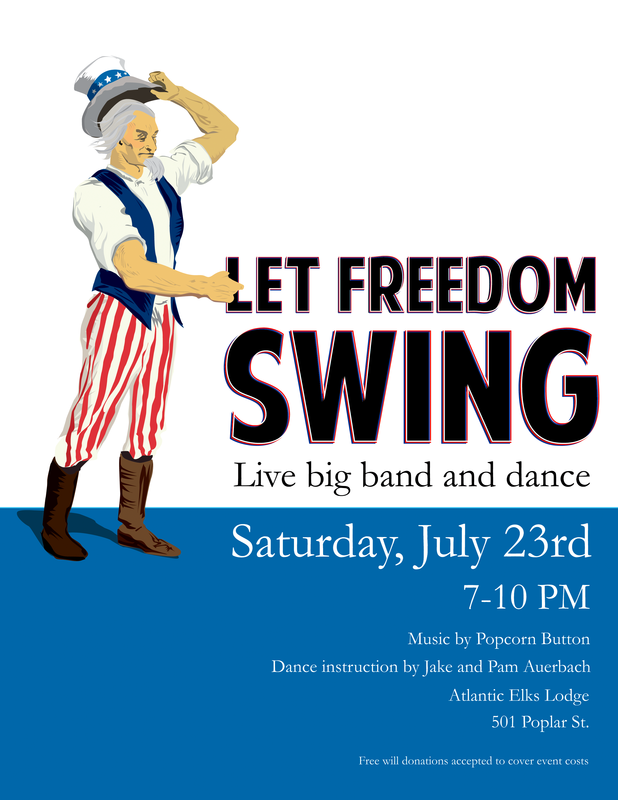 LET FREEDOM
SWING
Live big band and dance
Saturday, July 23rd
7-10 PM
Music by Popcorn Button
Dance instruction by Jake and Pam Auerbach
Atlantic Elks Lodge
501 Poplar St.
Free will donations accepted to cover event costs